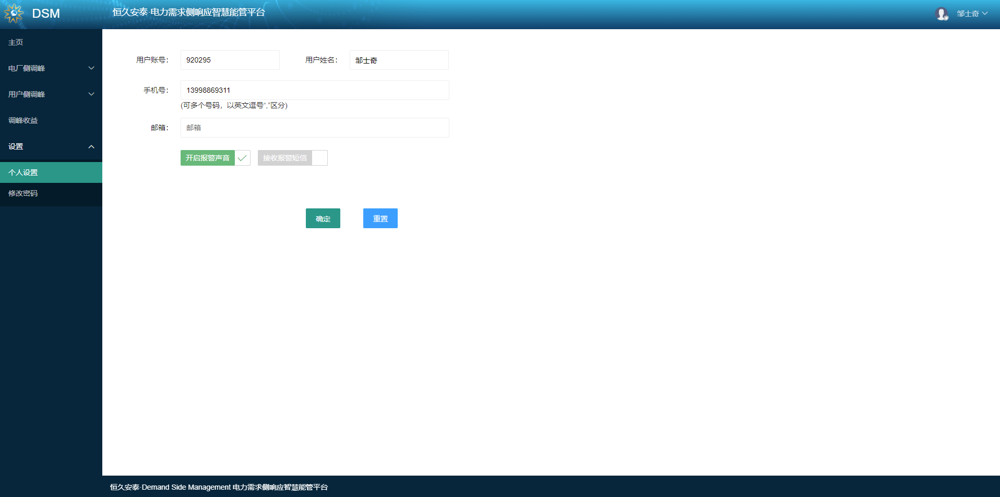 DSM
恒久安泰·电力需求侧响应智慧能管平台
邹士奇
主页
电厂侧调峰
用户侧调峰
调峰收益
设置
个人设置
修改密码
用户账号： 920295 用户姓名： 邹士奇
手机号： 13998869311
(可多个号码，以英文逗号“,”区分)
邮箱： 邮箱
开启报警声音 接收报警短信
确定 重置
恒久安泰·Demand Side Management 电力需求侧响应智慧能管平台